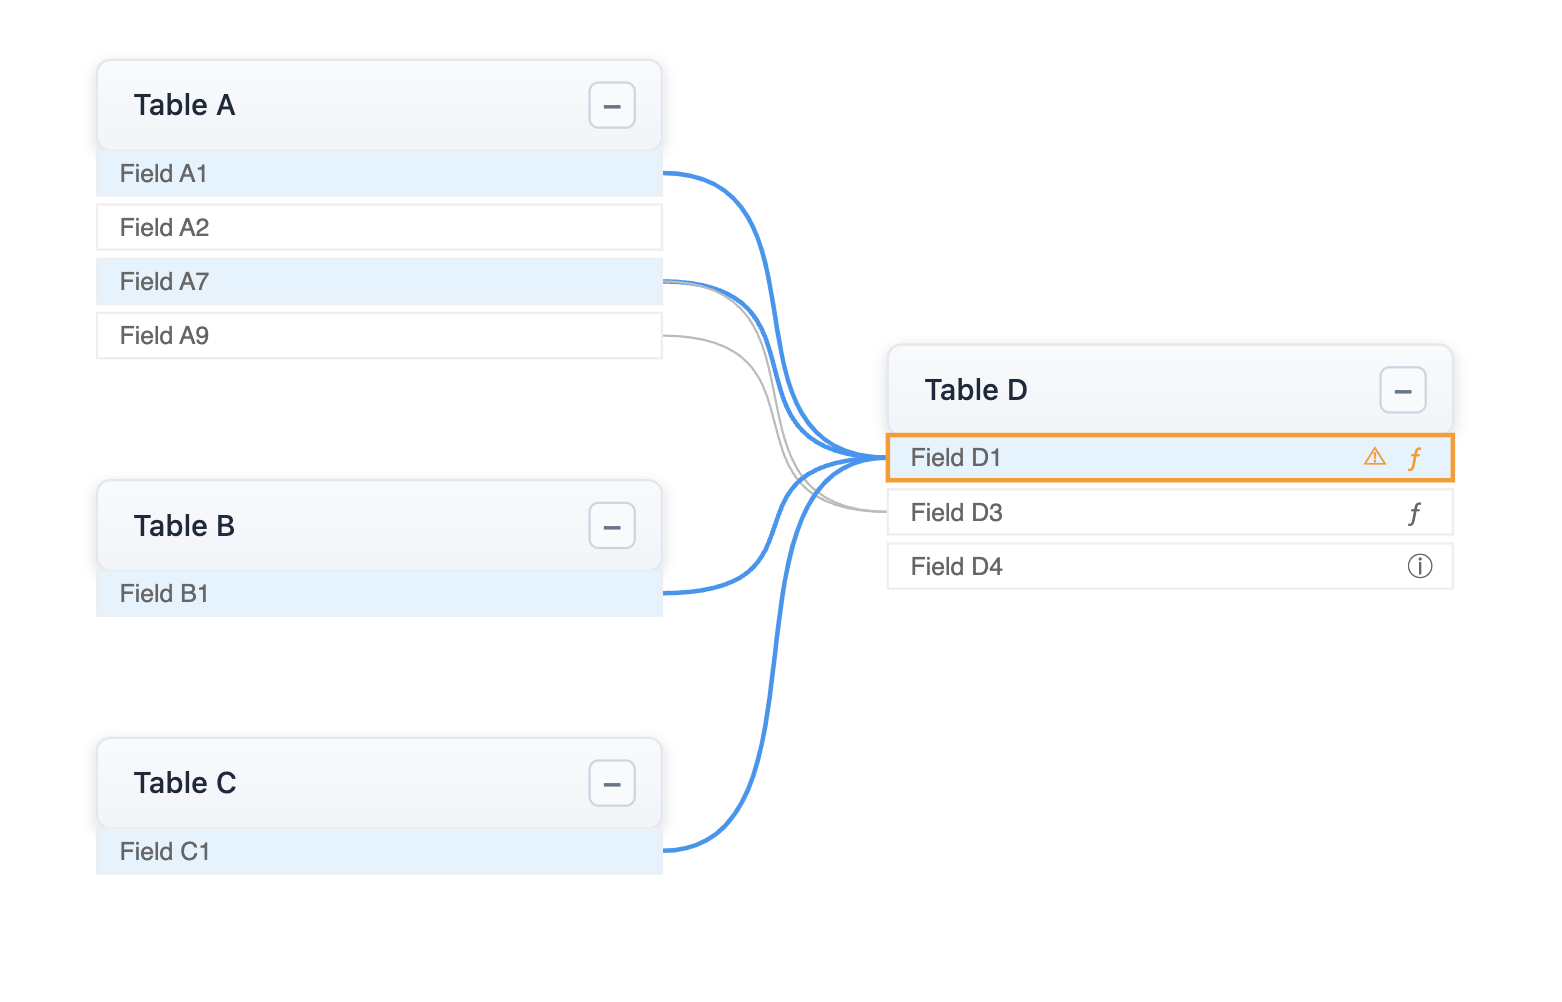 Table A
Field A1
Field A2
Field A7
Field A9
Table B
Field B1
Table C
Field C1
Table D
Field D1 ⚠ ƒ
Field D3 ƒ
Field D4 ⓘ